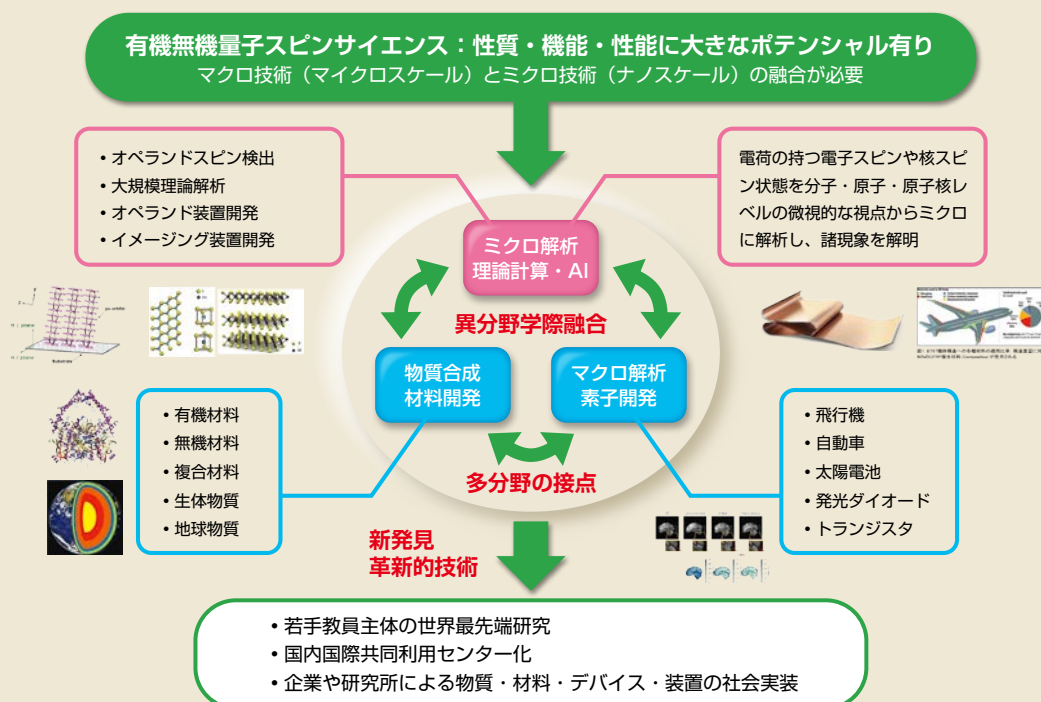 有機無機量子スピンサイエンス：性質・機能・性能に大きなポテンシャル有り
マクロ技術（マイクロスケール）とミクロ技術（ナノスケール）の融合が必要
・オペランドスピン検出
・大規模理論解析
・オペランド装置開発
・イメージング装置開発
電荷の持つ電子スピンや核スピ
ン状態を分子・原子・原子核レ
ベルの微視的な視点からミクロ
に解析し、諸現象を解明
ミクロ解析
理論計算・AI
異分野学際融合
物質合成
材料開発
マクロ解析
素子開発
多分野の接点
・有機材料
・無機材料
・複合材料
・生体物質
・地球物質
・飛行機
・自動車
・太陽電池
・発光ダイオード
・トランジスタ
新発見
革新的技術
・若手教員主体の世界最先端研究
・国内国際共同利用センター化
・企業や研究所による物質・材料・デバイス・装置の社会実装